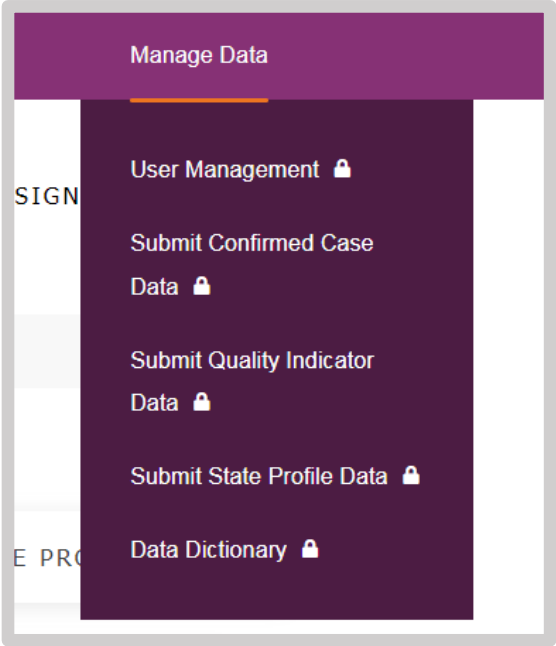 Manage Data
User Management
SIGN
Submit Confirmed Case
Data
Submit Quality Indicator
Data
Submit State Profile Data
Data Dictionary
E PRO